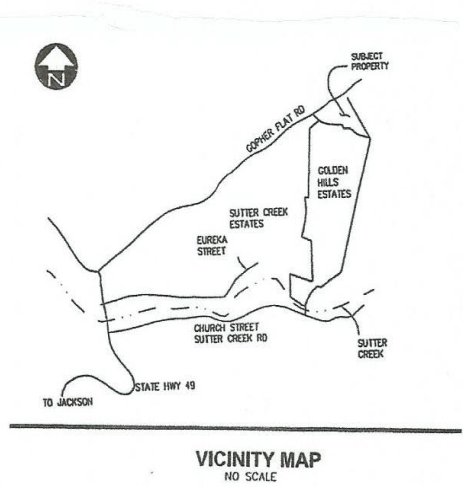 N
SUBJECT
PROPERTY
GOPHER FLAT RD
GOLDEN
HILLS
ESTATES
SUTTER CREEK
ESTATES
EUREKA
STREET
CHURCH STREET
SUTTER CREEK RD
SUTTER
CREEK
STATE HWY 49
TO JACKSON
VICINITY MAP
NO SCALE